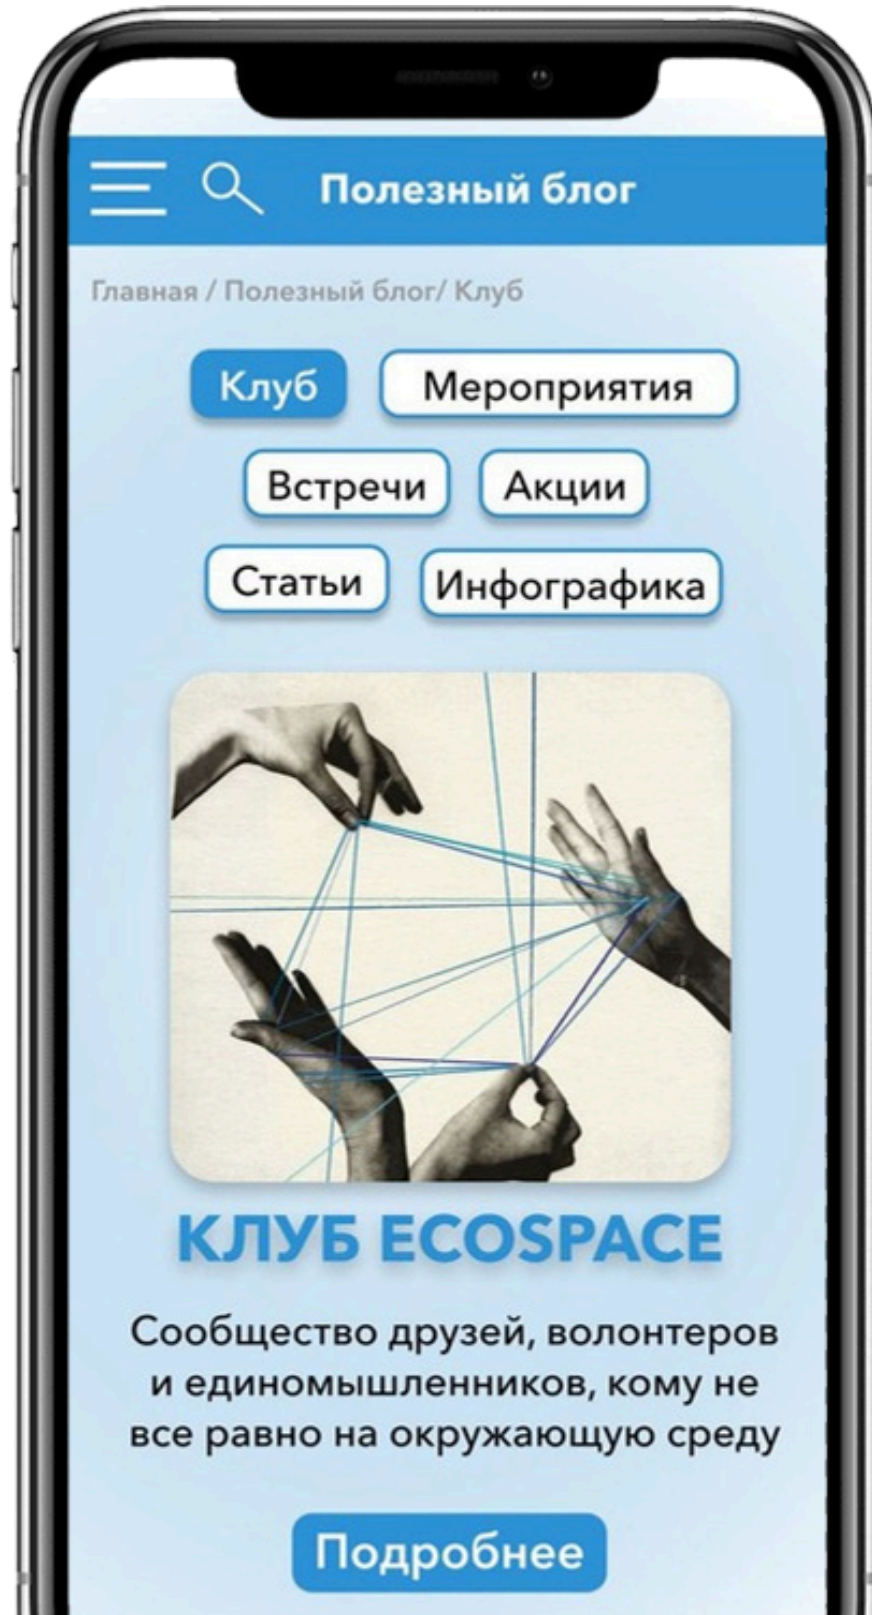 Полезный блог
Главная / Полезный блог/ Клуб
Клуб Мероприятия
Встречи Акции
Статьи Инфографика
КЛУБ ECOSPACE
Сообщество друзей, волонтеров
и единомышленников, кому не
все равно на окружающую среду
Подробнее